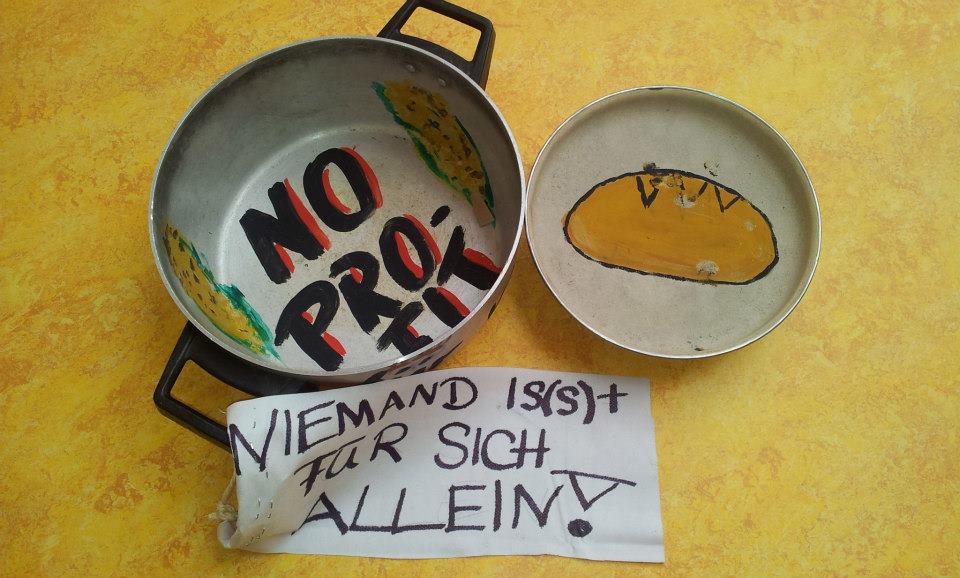 NO
PRO-
FIT
NIEMAND IS(S)T
FÜR SICH
ALLEIN!